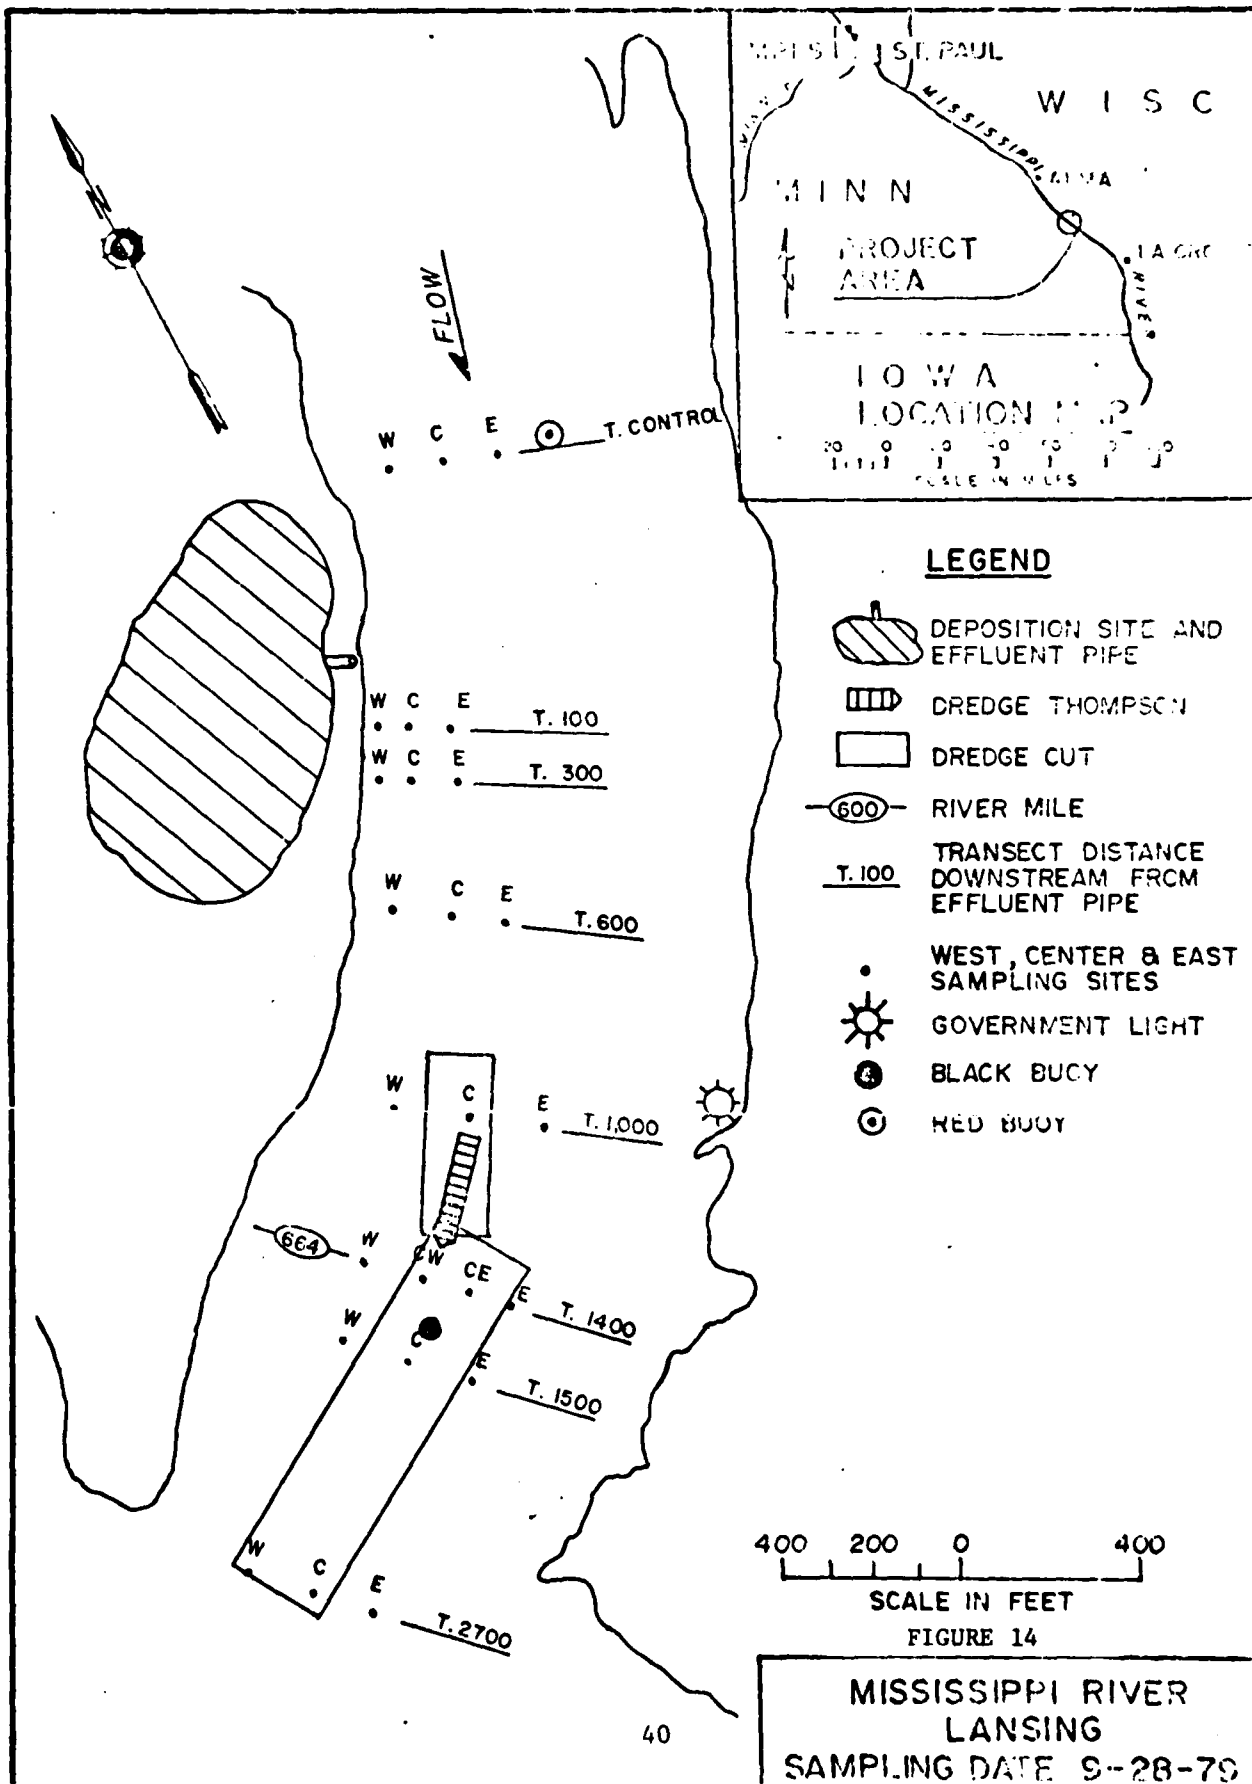 ST. PAUL
MISSISSIPPI
W I S C
ALMA
M I N N
PROJECT
AREA
N
I O W A
LOCATION MAP
SCALE IN MILES
N
FLOW
W C E T. CONTROL
LEGEND
DEPOSITION SITE AND
EFFLUENT PIPE
DREDGE THOMPSON
DREDGE CUT
600 RIVER MILE
T. 100 TRANSECT DISTANCE
DOWNSTREAM FROM
EFFLUENT PIPE
WEST, CENTER & EAST
SAMPLING SITES
GOVERNMENT LIGHT
BLACK BUOY
RED BUOY
W C E T. 100
W C E T. 300
W C E T. 600
W C E T. 1,000
664
W CW CE E T. 1400
W C E T. 1500
W C E T. 2700
400 200 0 400
SCALE IN FEET
FIGURE 14
MISSISSIPPI RIVER
LANSING
SAMPLING DATE 9-28-79
40